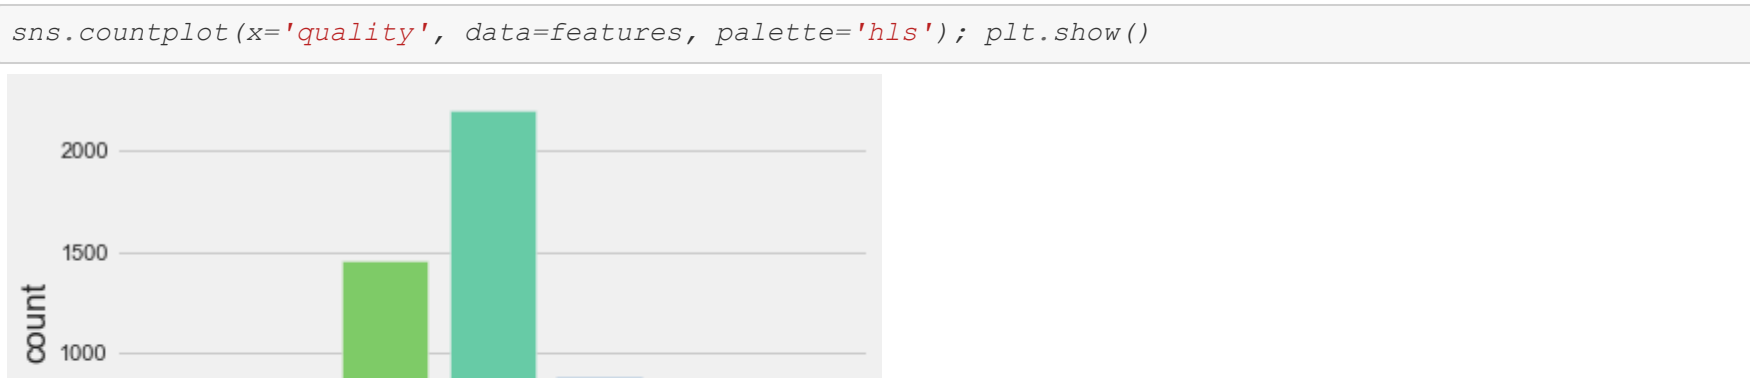 sns.countplot(x='quality', data=features, palette='hls'); plt.show()
2000
1500
count
1000